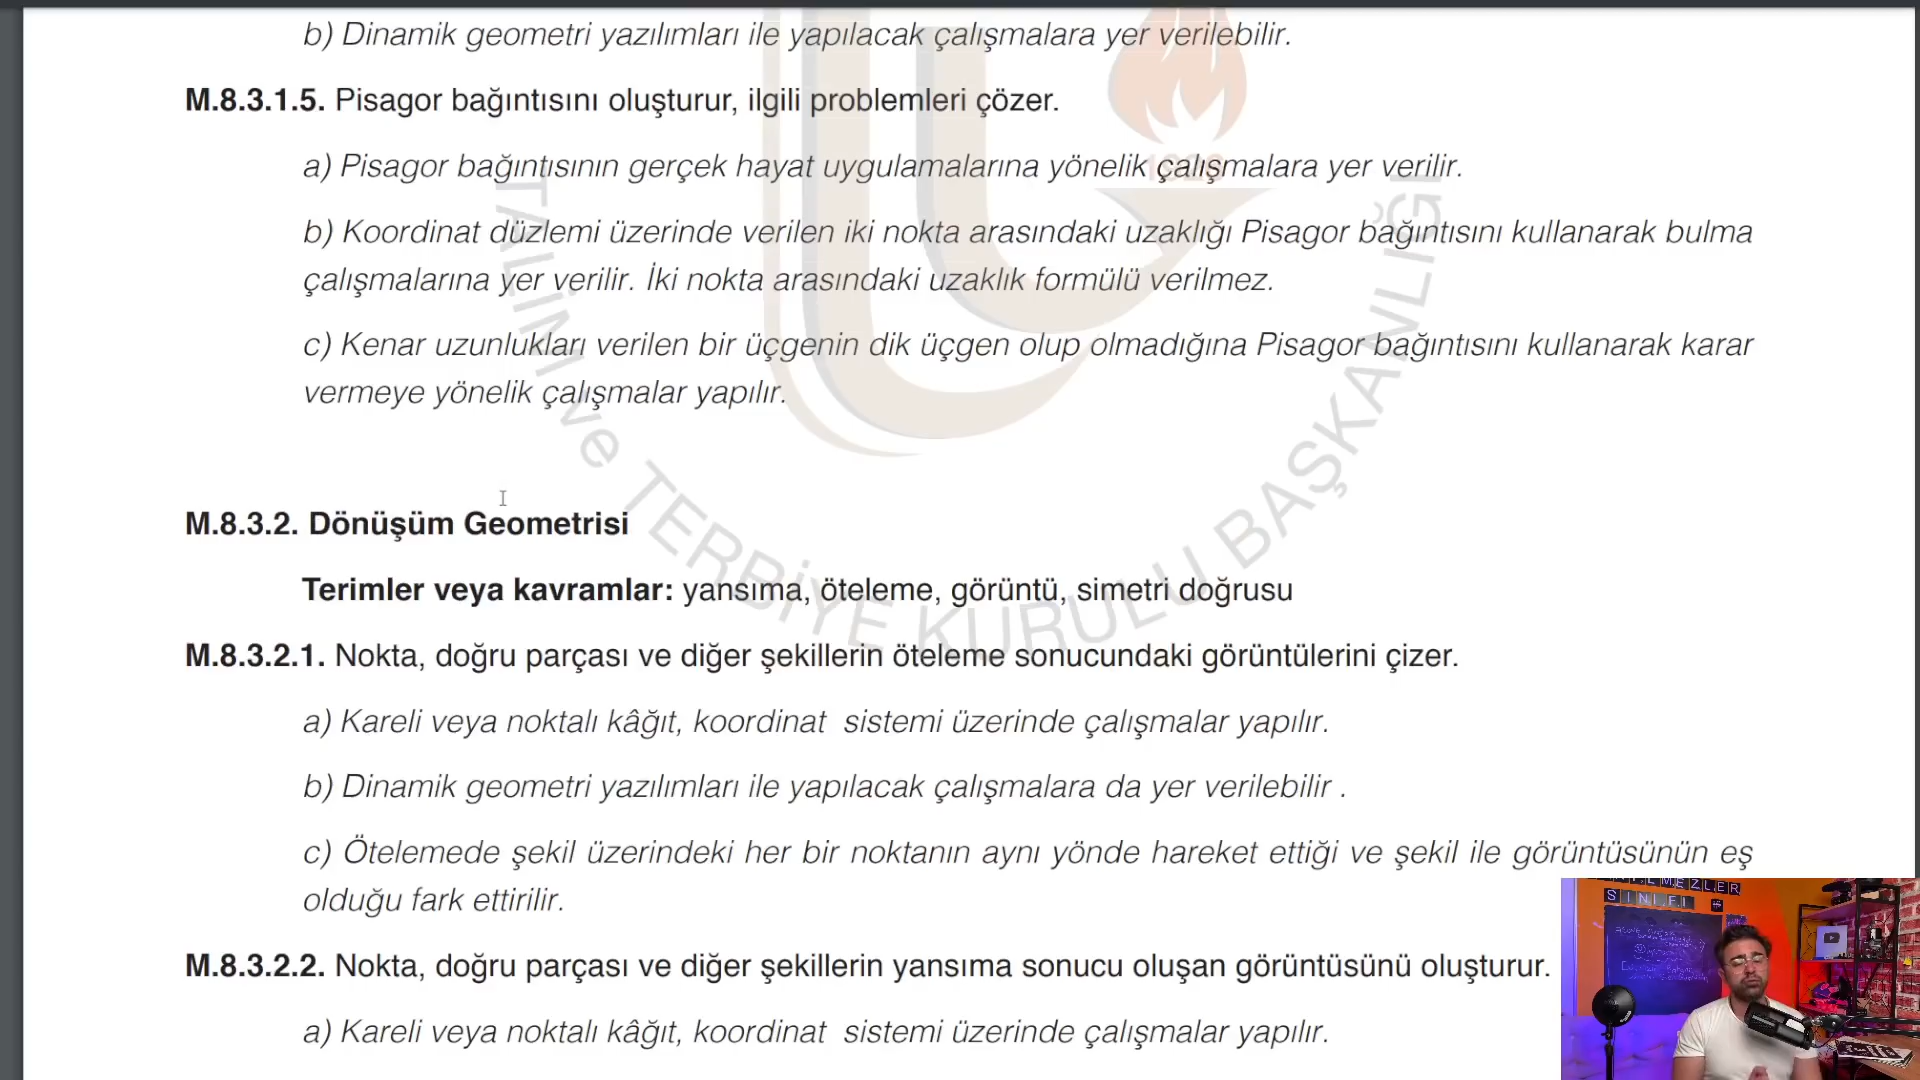 b) Dinamik geometri yazılımları ile yapılacak çalışmalara yer verilebilir.
M.8.3.1.5. Pisagor bağıntısını oluşturur, ilgili problemleri çözer.
a) Pisagor bağıntısının gerçek hayat uygulamalarına yönelik çalışmalara yer verilir.
b) Koordinat düzlemi üzerinde verilen iki nokta arasındaki uzaklığı Pisagor bağıntısını kullanarak bulma
çalışmalarına yer verilir. İki nokta arasındaki uzaklık formülü verilmez.
c) Kenar uzunlukları verilen bir üçgenin dik üçgen olup olmadığına Pisagor bağıntısını kullanarak karar
vermeye yönelik çalışmalar yapılır.
M.8.3.2. Dönüşüm Geometrisi
Terimler veya kavramlar: yansıma, öteleme, görüntü, simetri doğrusu
M.8.3.2.1. Nokta, doğru parçası ve diğer şekillerin öteleme sonucundaki görüntülerini çizer.
a) Kareli veya noktalı kâğıt, koordinat sistemi üzerinde çalışmalar yapılır.
b) Dinamik geometri yazılımları ile yapılacak çalışmalara da yer verilebilir .
c) Ötelemede şekil üzerindeki her bir noktanın aynı yönde hareket ettiği ve şekil ile görüntüsünün eş
olduğu fark ettirilir.
M.8.3.2.2. Nokta, doğru parçası ve diğer şekillerin yansıma sonucu oluşan görüntüsünü oluşturur.
a) Kareli veya noktalı kâğıt, koordinat sistemi üzerinde çalışmalar yapılır.
TALİM ve TERBİYE KURULU BAŞKANLIĞI
SINIFI